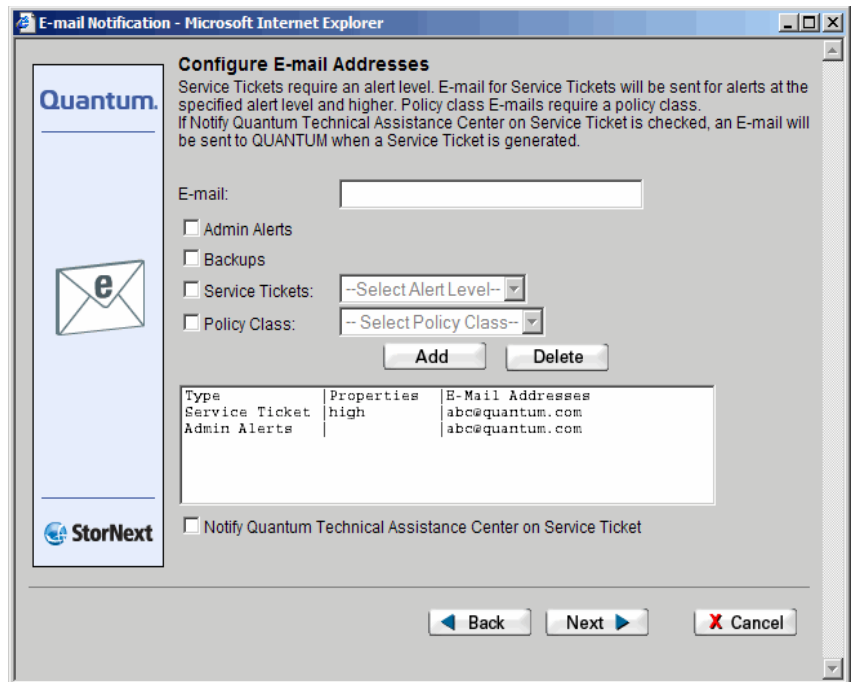 E-mail Notification - Microsoft Internet Explorer
Quantum.
Configure E-mail Addresses
Service Tickets require an alert level. E-mail for Service Tickets will be sent for alerts at the
specified alert level and higher. Policy class E-mails require a policy class.
If Notify Quantum Technical Assistance Center on Service Ticket is checked, an E-mail will
be sent to QUANTUM when a Service Ticket is generated.
E-mail:
Admin Alerts
Backups
Service Tickets: --Select Alert Level--
Policy Class: -- Select Policy Class--
Add Delete
e
Type |Properties |E-Mail Addresses
Service Ticket |high |abc@quantum.com
Admin Alerts | |abc@quantum.com
Notify Quantum Technical Assistance Center on Service Ticket
StorNext
Back Next X Cancel